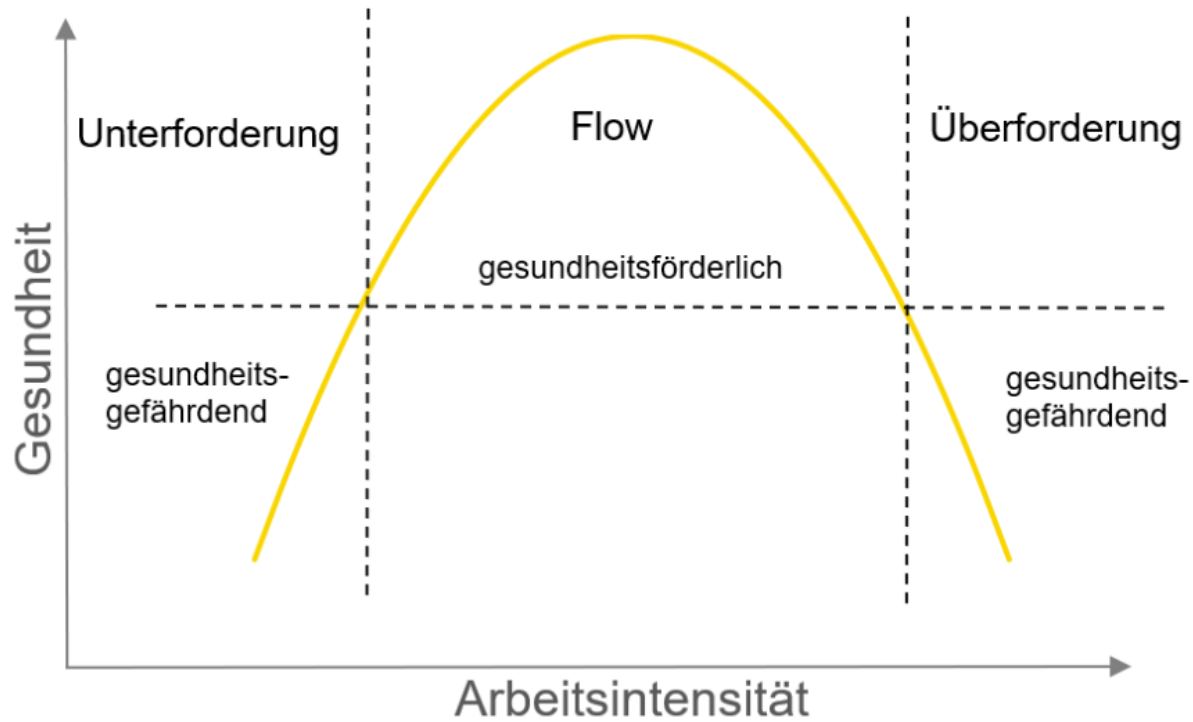 Unterforderung
Flow
Überforderung
gesundheitsförderlich
gesundheits-
gefährdend
gesundheits-
gefährdend
Gesundheit
Arbeitsintensität